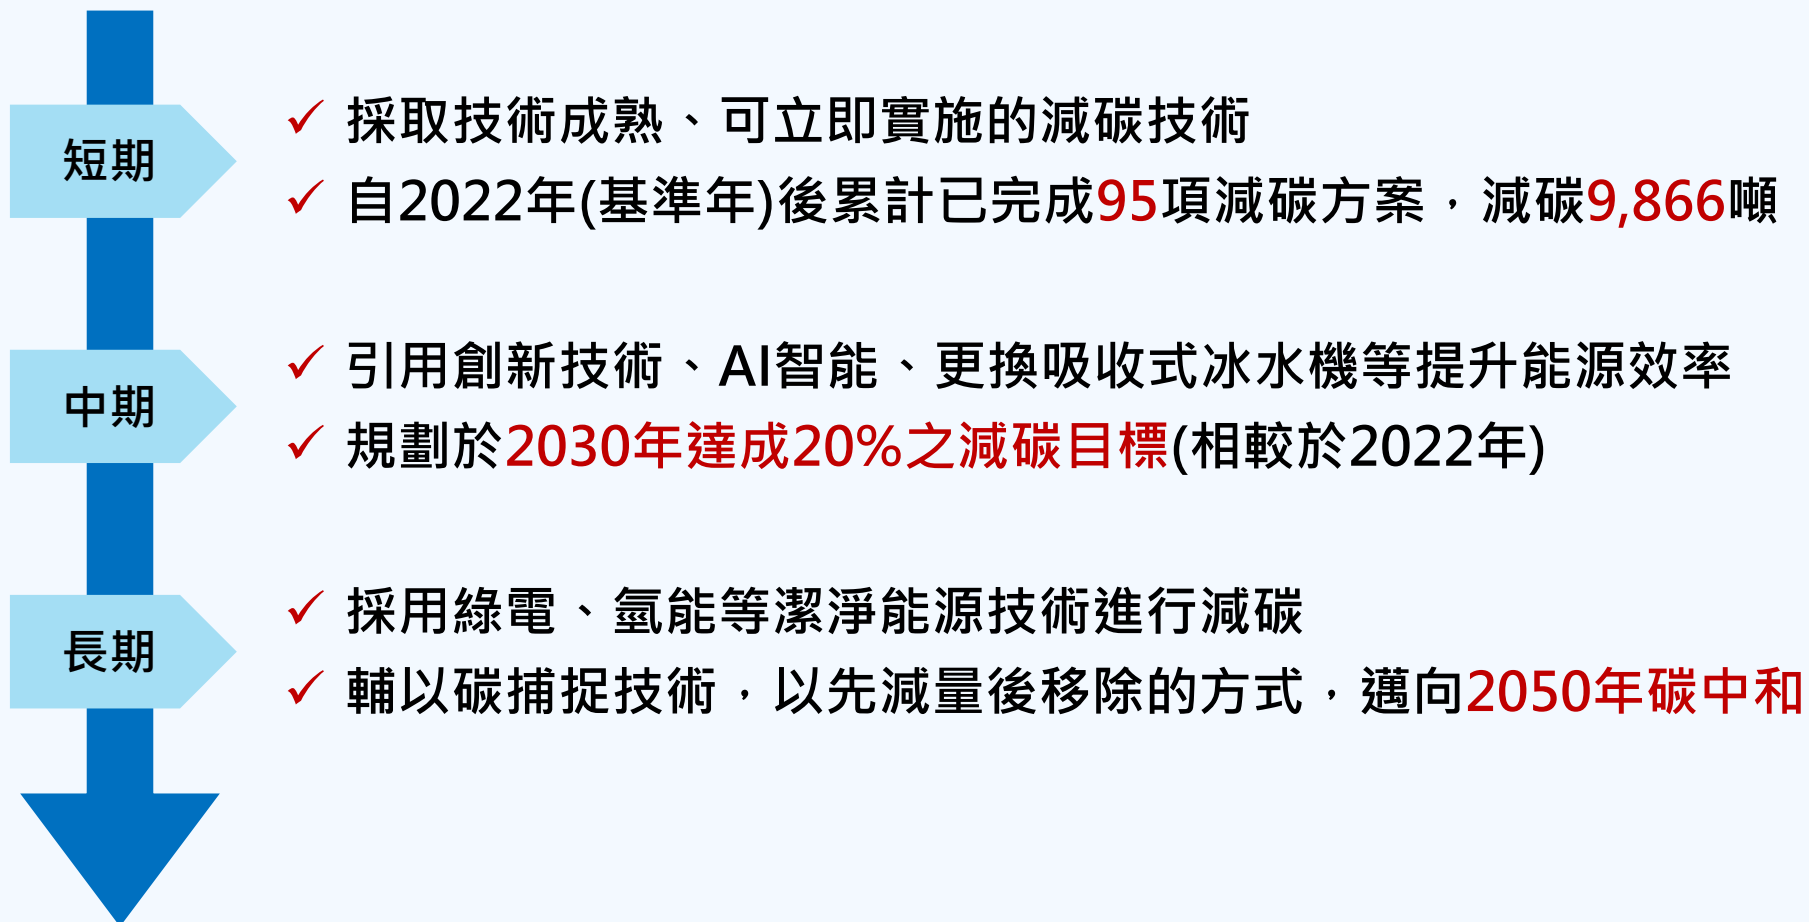 短期
✓ 採取技術成熟、可立即實施的減碳技術
✓ 自2022年(基準年)後累計已完成95項減碳方案，減碳9,866噸
中期
✓ 引用創新技術、AI智能、更換吸收式冰水機等提升能源效率
✓ 規劃於2030年達成20%之減碳目標(相較於2022年)
長期
✓ 採用綠電、氫能等潔淨能源技術進行減碳
✓ 輔以碳捕捉技術，以先減量後移除的方式，邁向2050年碳中和